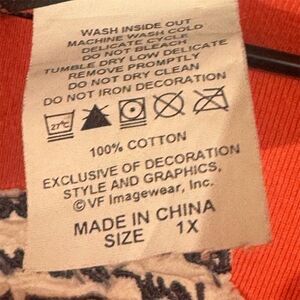 WASH INSIDE OUT
MACHINE WASH COLD
DELICATE CYCLE
DO NOT BLEACH
TUMBLE DRY LOW DELICATE
REMOVE PROMPTLY
DO NOT DRY CLEAN
DO NOT IRON DECORATION
27°C
100% COTTON
EXCLUSIVE OF DECORATION
STYLE AND GRAPHICS,
©VF Imagewear, Inc.
MADE IN CHINA
SIZE 1X